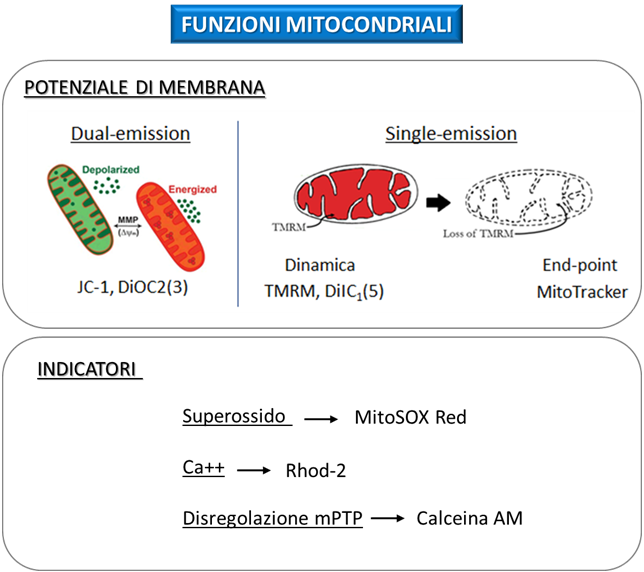 FUNZIONI MITOCONDRIALI
POTENZIALE DI MEMBRANA
Dual-emission
Depolarized
Energized
MMP
(Δψm)
JC-1, DiOC2(3)
Single-emission
TMRM
Loss of TMRM
Dinamica
TMRM, DiIC1(5)
End-point
MitoTracker
INDICATORI
Superossido → MitoSOX Red
Ca++ → Rhod-2
Disregolazione mPTP → Calceina AM